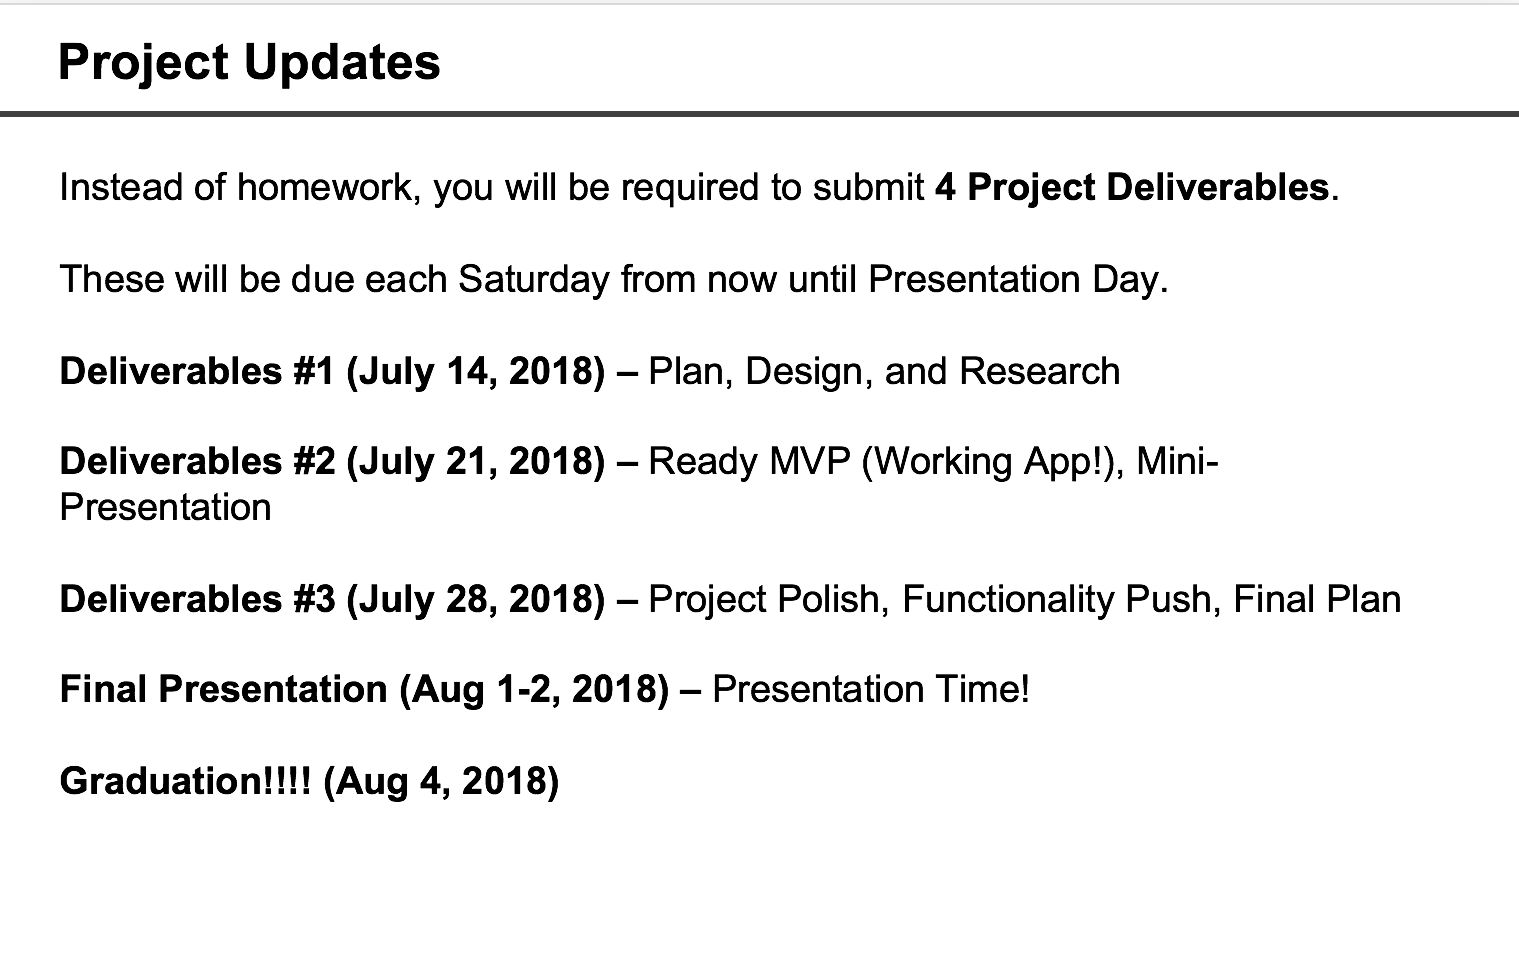 Project Updates
Instead of homework, you will be required to submit 4 Project Deliverables.
These will be due each Saturday from now until Presentation Day.
Deliverables #1 (July 14, 2018) – Plan, Design, and Research
Deliverables #2 (July 21, 2018) – Ready MVP (Working App!), Mini-
Presentation
Deliverables #3 (July 28, 2018) – Project Polish, Functionality Push, Final Plan
Final Presentation (Aug 1-2, 2018) – Presentation Time!
Graduation!!!! (Aug 4, 2018)